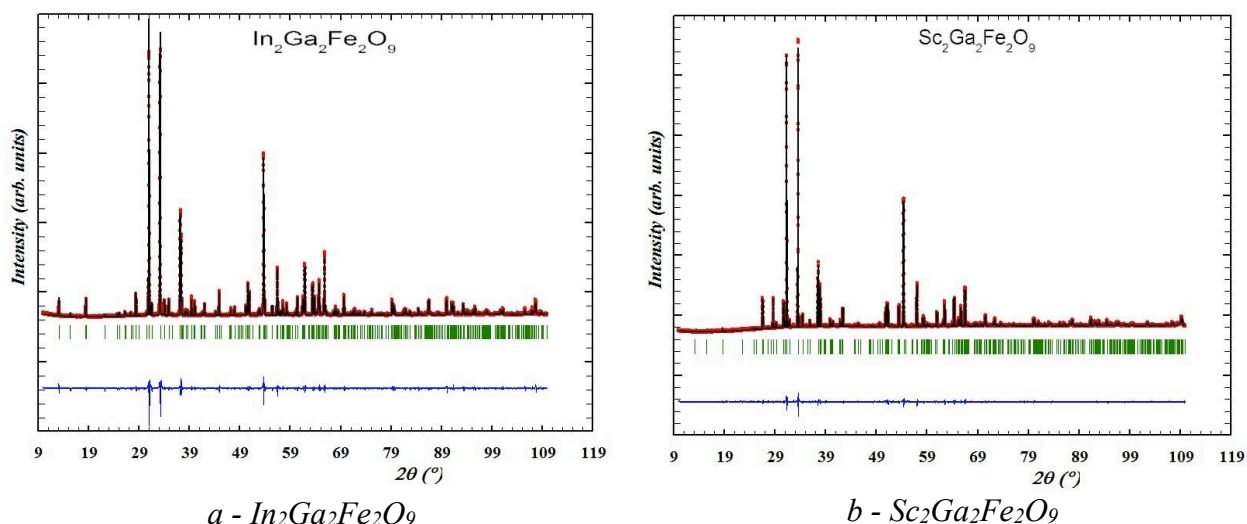 In₂Ga₂Fe₂O₉
Intensity (arb. units)
9 19 29 39 49 59 69 79 89 99 109 119
2θ (°)
a - In₂Ga₂Fe₂O₉
Sc₂Ga₂Fe₂O₉
Intensity (arb. units)
9 19 29 39 49 59 69 79 89 99 109 119
2θ (°)
b - Sc₂Ga₂Fe₂O₉